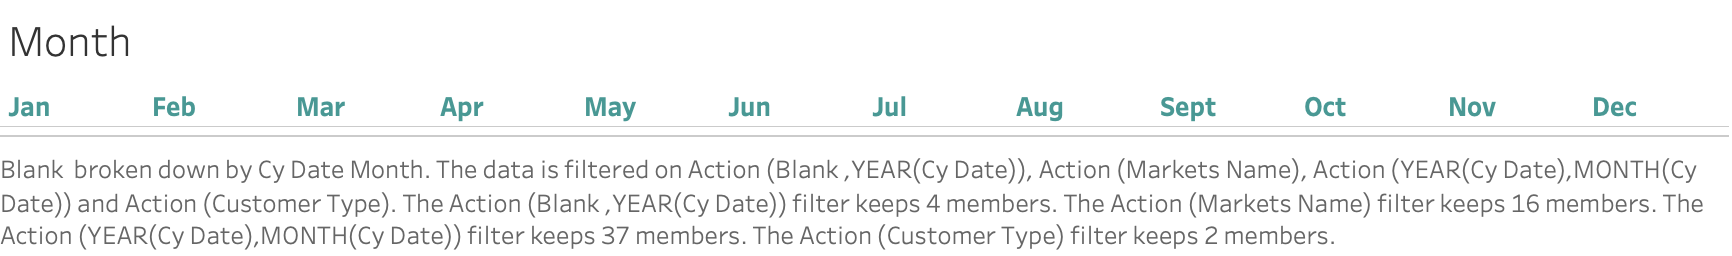 Month
Jan Feb Mar Apr May Jun Jul Aug Sept Oct Nov Dec
Blank  broken down by Cy Date Month. The data is filtered on Action (Blank ,YEAR(Cy Date)), Action (Markets Name), Action (YEAR(Cy Date),MONTH(Cy
Date)) and Action (Customer Type). The Action (Blank ,YEAR(Cy Date)) filter keeps 4 members. The Action (Markets Name) filter keeps 16 members. The
Action (YEAR(Cy Date),MONTH(Cy Date)) filter keeps 37 members. The Action (Customer Type) filter keeps 2 members.